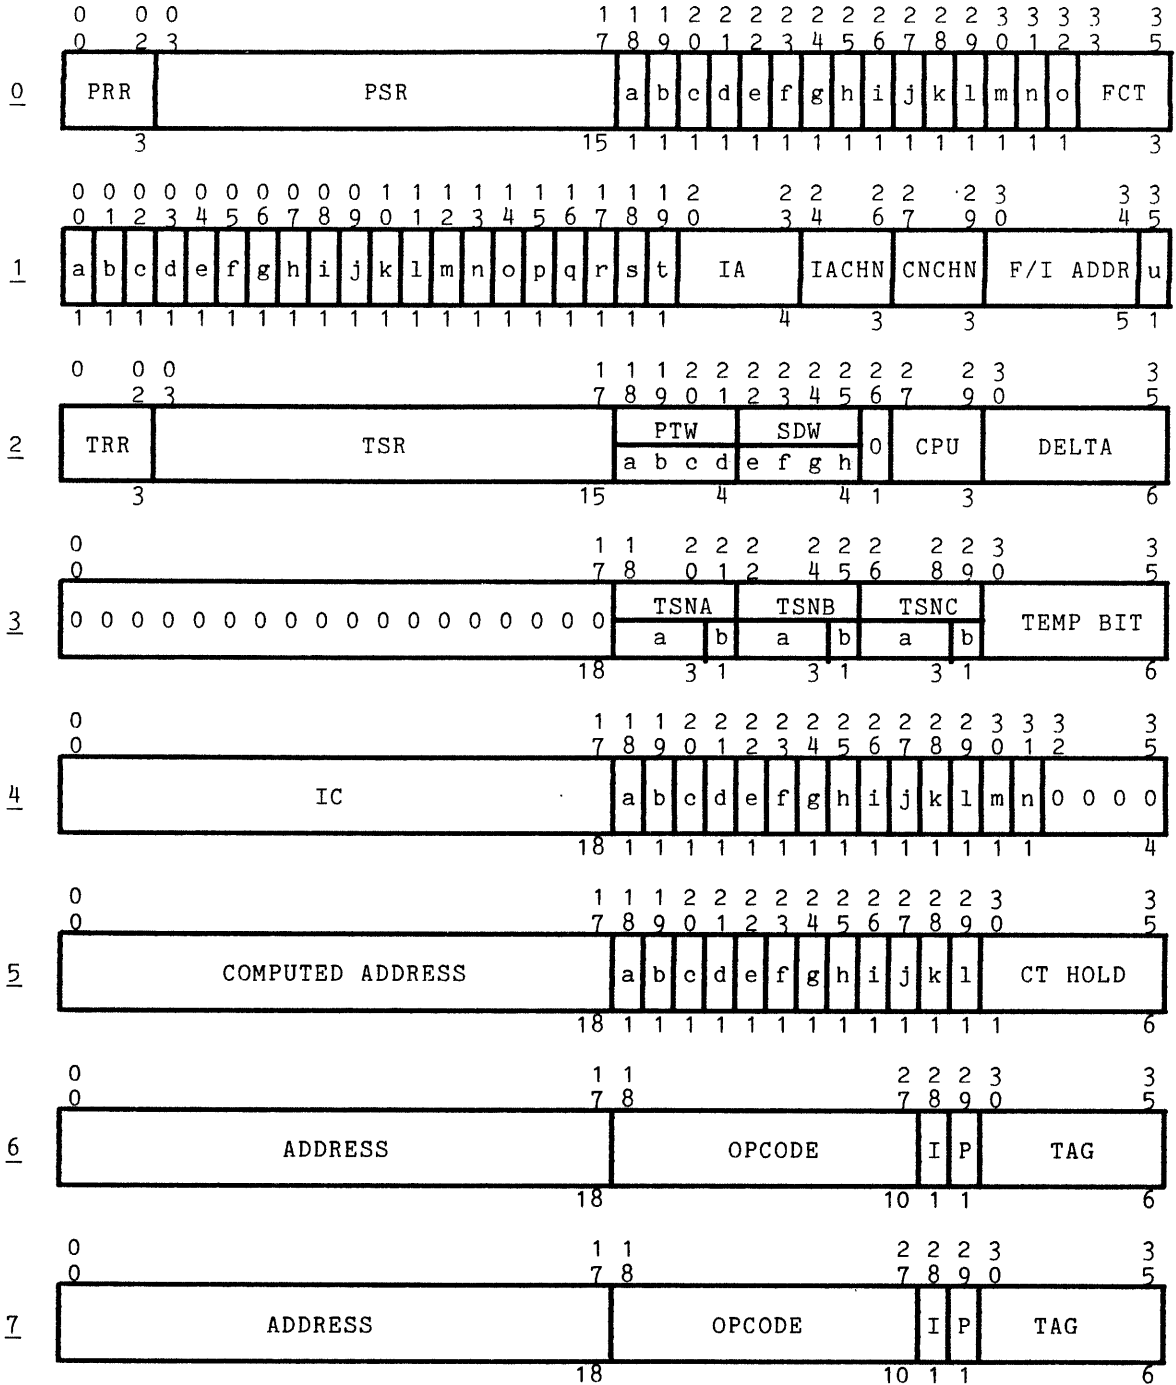 0 0 0 1 1 1 2 2 2 2 2 2 2 2 2 2 3 3 3 3 3
0 2 3 7 8 9 0 1 2 3 4 5 6 7 8 9 0 1 2 3 5
0 PRR PSR a b c d e f g h i j k l m n o FCT
3 15 1 1 1 1 1 1 1 1 1 1 1 1 1 1 1 3
0 0 0 0 0 0 0 0 0 0 1 1 1 1 1 1 1 1 1 1 2 2 2 2 2 2 3 3 3
0 1 2 3 4 5 6 7 8 9 0 1 2 3 4 5 6 7 8 9 0 3 4 6 7 9 0 4 5
1 a b c d e f g h i j k l m n o p q r s t IA IACHN CNCHN F/I ADDR u
1 1 1 1 1 1 1 1 1 1 1 1 1 1 1 1 1 1 1 1 4 3 3 5 1
0 0 0 1 1 1 2 2 2 2 2 2 2 2 2 3 3
2 3 7 8 9 0 1 2 3 4 5 6 7 9 0 5
PTW SDW
2 TRR TSR 0 CPU DELTA
a b c d e f g h
3 15 4 4 1 3 6
0 1 1 2 2 2 2 2 2 2 2 3 3
0 7 8 0 1 2 4 5 6 8 9 0 5
TSNA TSNB TSNC
3 0 0 0 0 0 0 0 0 0 0 0 0 0 0 0 0 0 0 TEMP BIT
a b a b a b
18 3 1 3 1 3 1 6
0 1 1 1 2 2 2 2 2 2 2 2 2 2 3 3 3 3
0 7 8 9 0 1 2 3 4 5 6 7 8 9 0 1 2 5
4 IC a b c d e f g h i j k l m n 0 0 0 0
18 1 1 1 1 1 1 1 1 1 1 1 1 1 1 4
0 1 1 1 2 2 2 2 2 2 2 2 2 2 3 3
0 7 8 9 0 1 2 3 4 5 6 7 8 9 0 5
5 COMPUTED ADDRESS a b c d e f g h i j k l CT HOLD
18 1 1 1 1 1 1 1 1 1 1 1 1 1 6
0 1 1 2 2 2 3 3
0 7 8 7 8 9 0 5
6 ADDRESS OPCODE I P TAG
18 10 1 1 6
0 1 1 2 2 2 3 3
0 7 8 7 8 9 0 5
7 ADDRESS OPCODE I P TAG
18 10 1 1 6